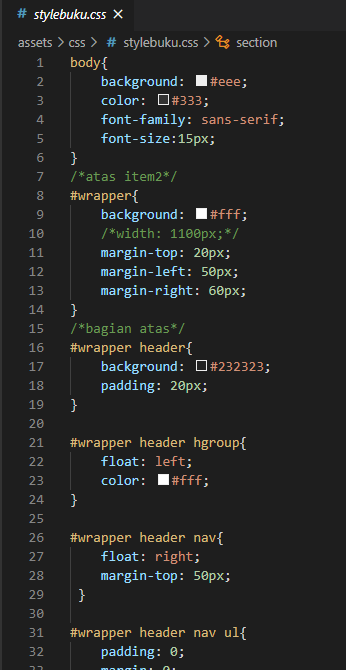 # stylebuku.css ×
assets > css > # stylebuku.css > section
1 body{
2     background: #eee;
3     color: #333;
4     font-family: sans-serif;
5     font-size:15px;
6 }
7 /*atas item2*/
8 #wrapper{
9     background: #fff;
10     /*width: 1100px;*/
11     margin-top: 20px;
12     margin-left: 50px;
13     margin-right: 60px;
14 }
15 /*bagian atas*/
16 #wrapper header{
17     background: #232323;
18     padding: 20px;
19 }
20
21 #wrapper header hgroup{
22     float: left;
23     color: #fff;
24 }
25
26 #wrapper header nav{
27     float: right;
28     margin-top: 50px;
29  }
30
31 #wrapper header nav ul{
32     padding: 0;
33     margin: 0;